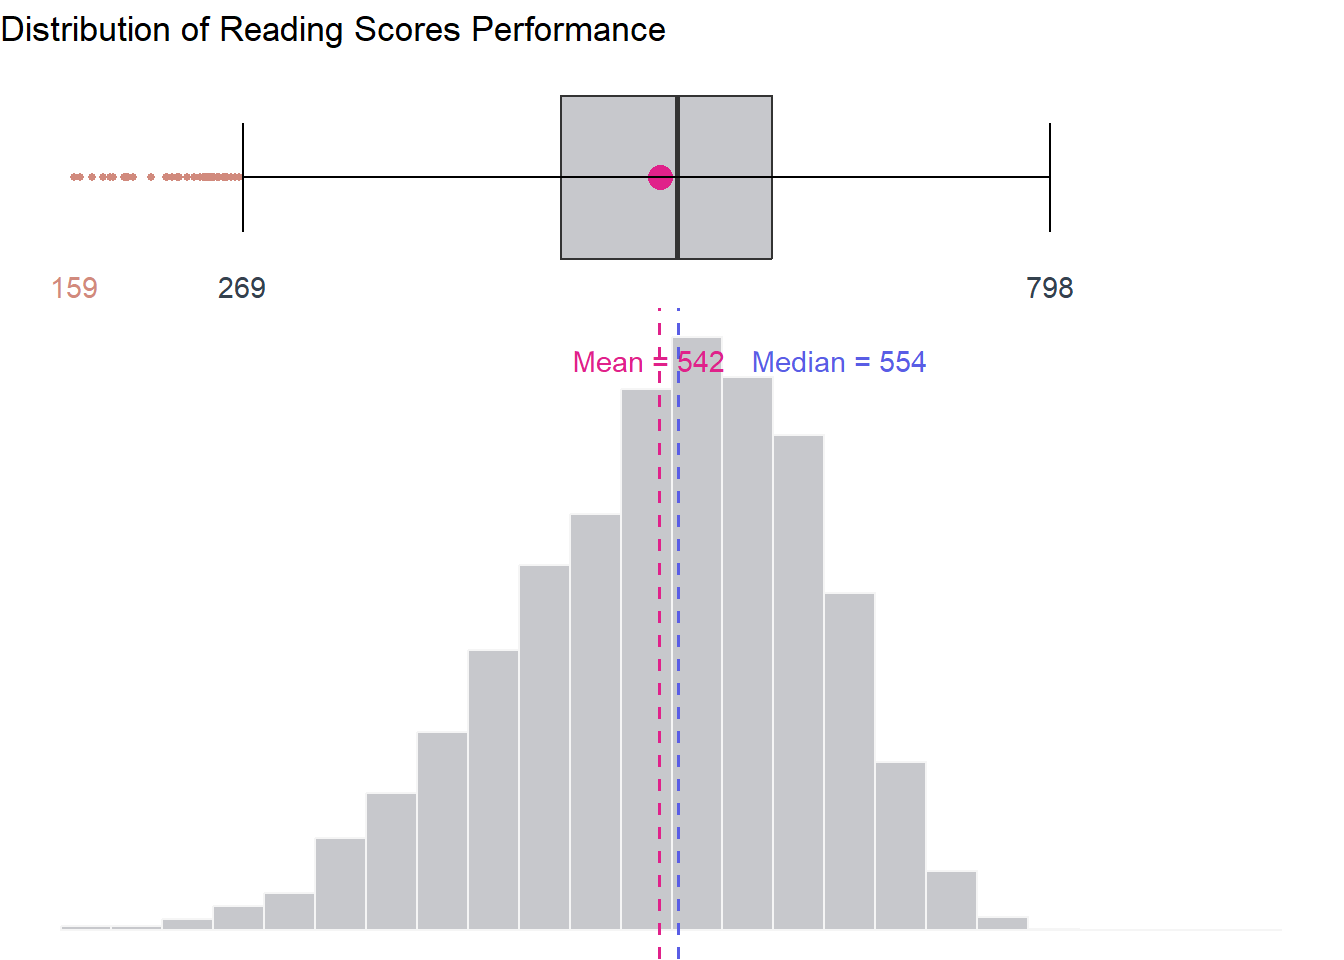 Distribution of Reading Scores Performance
159 269 798
Mean = 542 Median = 554